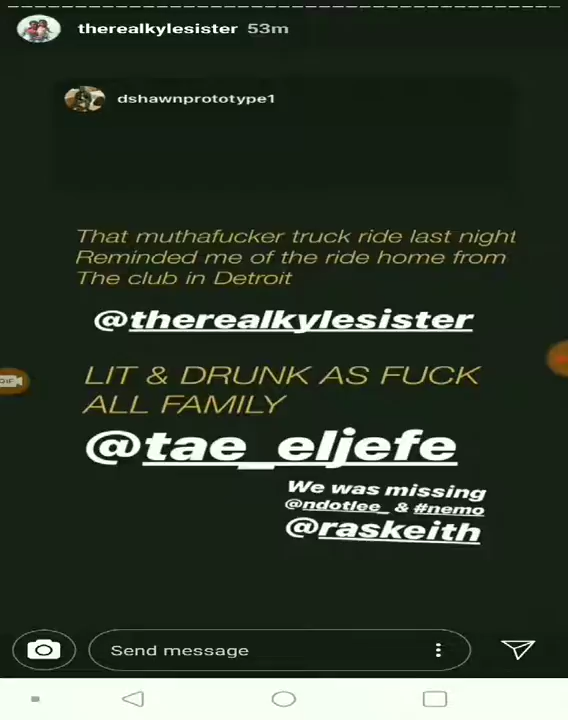 therealkylesister 53m
dshawnprototype1
That muthafucker truck ride last night
Reminded me of the ride home from
The club in Detroit
@therealkylesister
LIT & DRUNK AS FUCK
ALL FAMILY
@tae_eljefe
We was missing
@ndotlee_ & #nemo
@raskeith
GIF
Send message